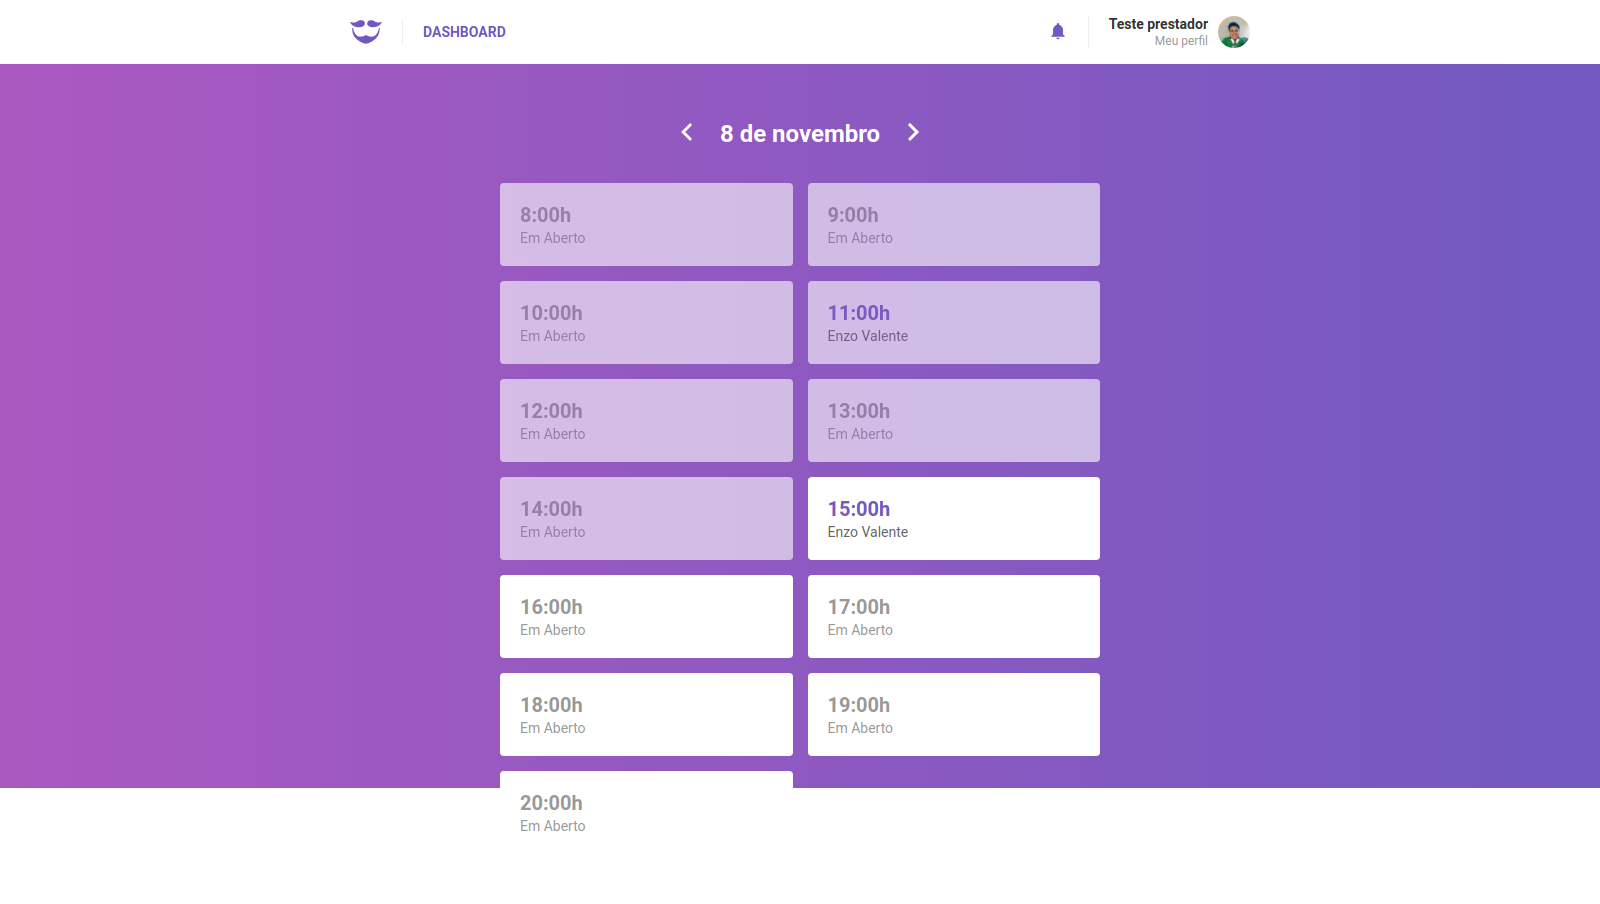 DASHBOARD
Teste prestador
Meu perfil
8 de novembro
8:00h
Em Aberto
9:00h
Em Aberto
10:00h
Em Aberto
11:00h
Enzo Valente
12:00h
Em Aberto
13:00h
Em Aberto
14:00h
Em Aberto
15:00h
Enzo Valente
16:00h
Em Aberto
17:00h
Em Aberto
18:00h
Em Aberto
19:00h
Em Aberto
20:00h
Em Aberto